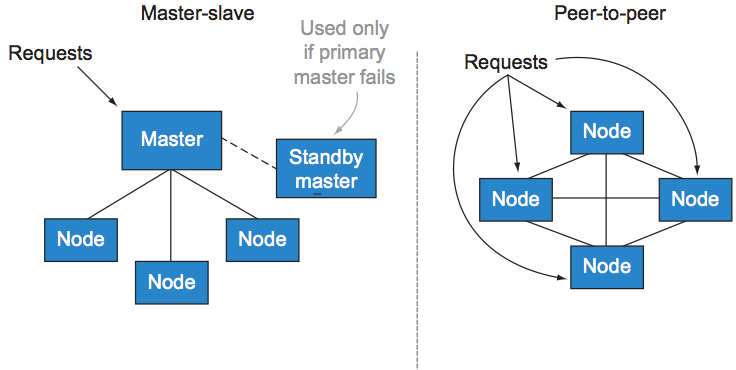 Master-slave
Requests
Used only
if primary
master fails
Master
Standby
master
Node
Node
Node
Peer-to-peer
Requests
Node
Node
Node
Node